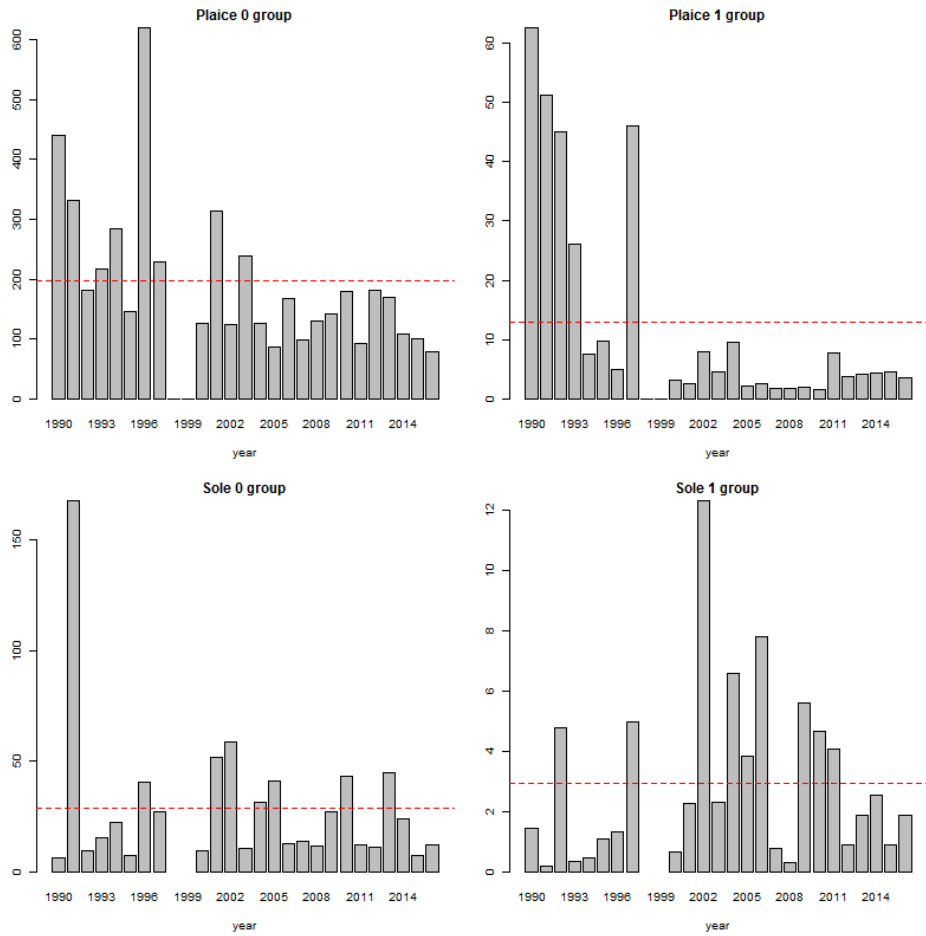 Plaice 0 group
0 100 200 300 400 500 600
1990 1993 1996 1999 2002 2005 2008 2011 2014
year
Plaice 1 group
0 10 20 30 40 50 60
1990 1993 1996 1999 2002 2005 2008 2011 2014
year
Sole 0 group
0 50 100 150
1990 1993 1996 1999 2002 2005 2008 2011 2014
year
Sole 1 group
0 2 4 6 8 10 12
1990 1993 1996 1999 2002 2005 2008 2011 2014
year